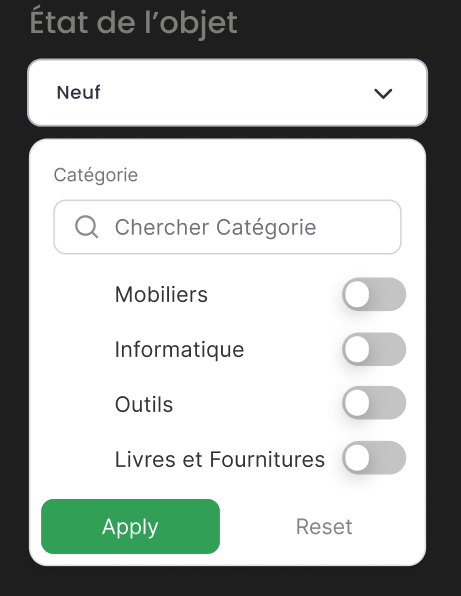 État de l’objet
Neuf
Catégorie
Chercher Catégorie
Mobiliers
Informatique
Outils
Livres et Fournitures
Apply Reset